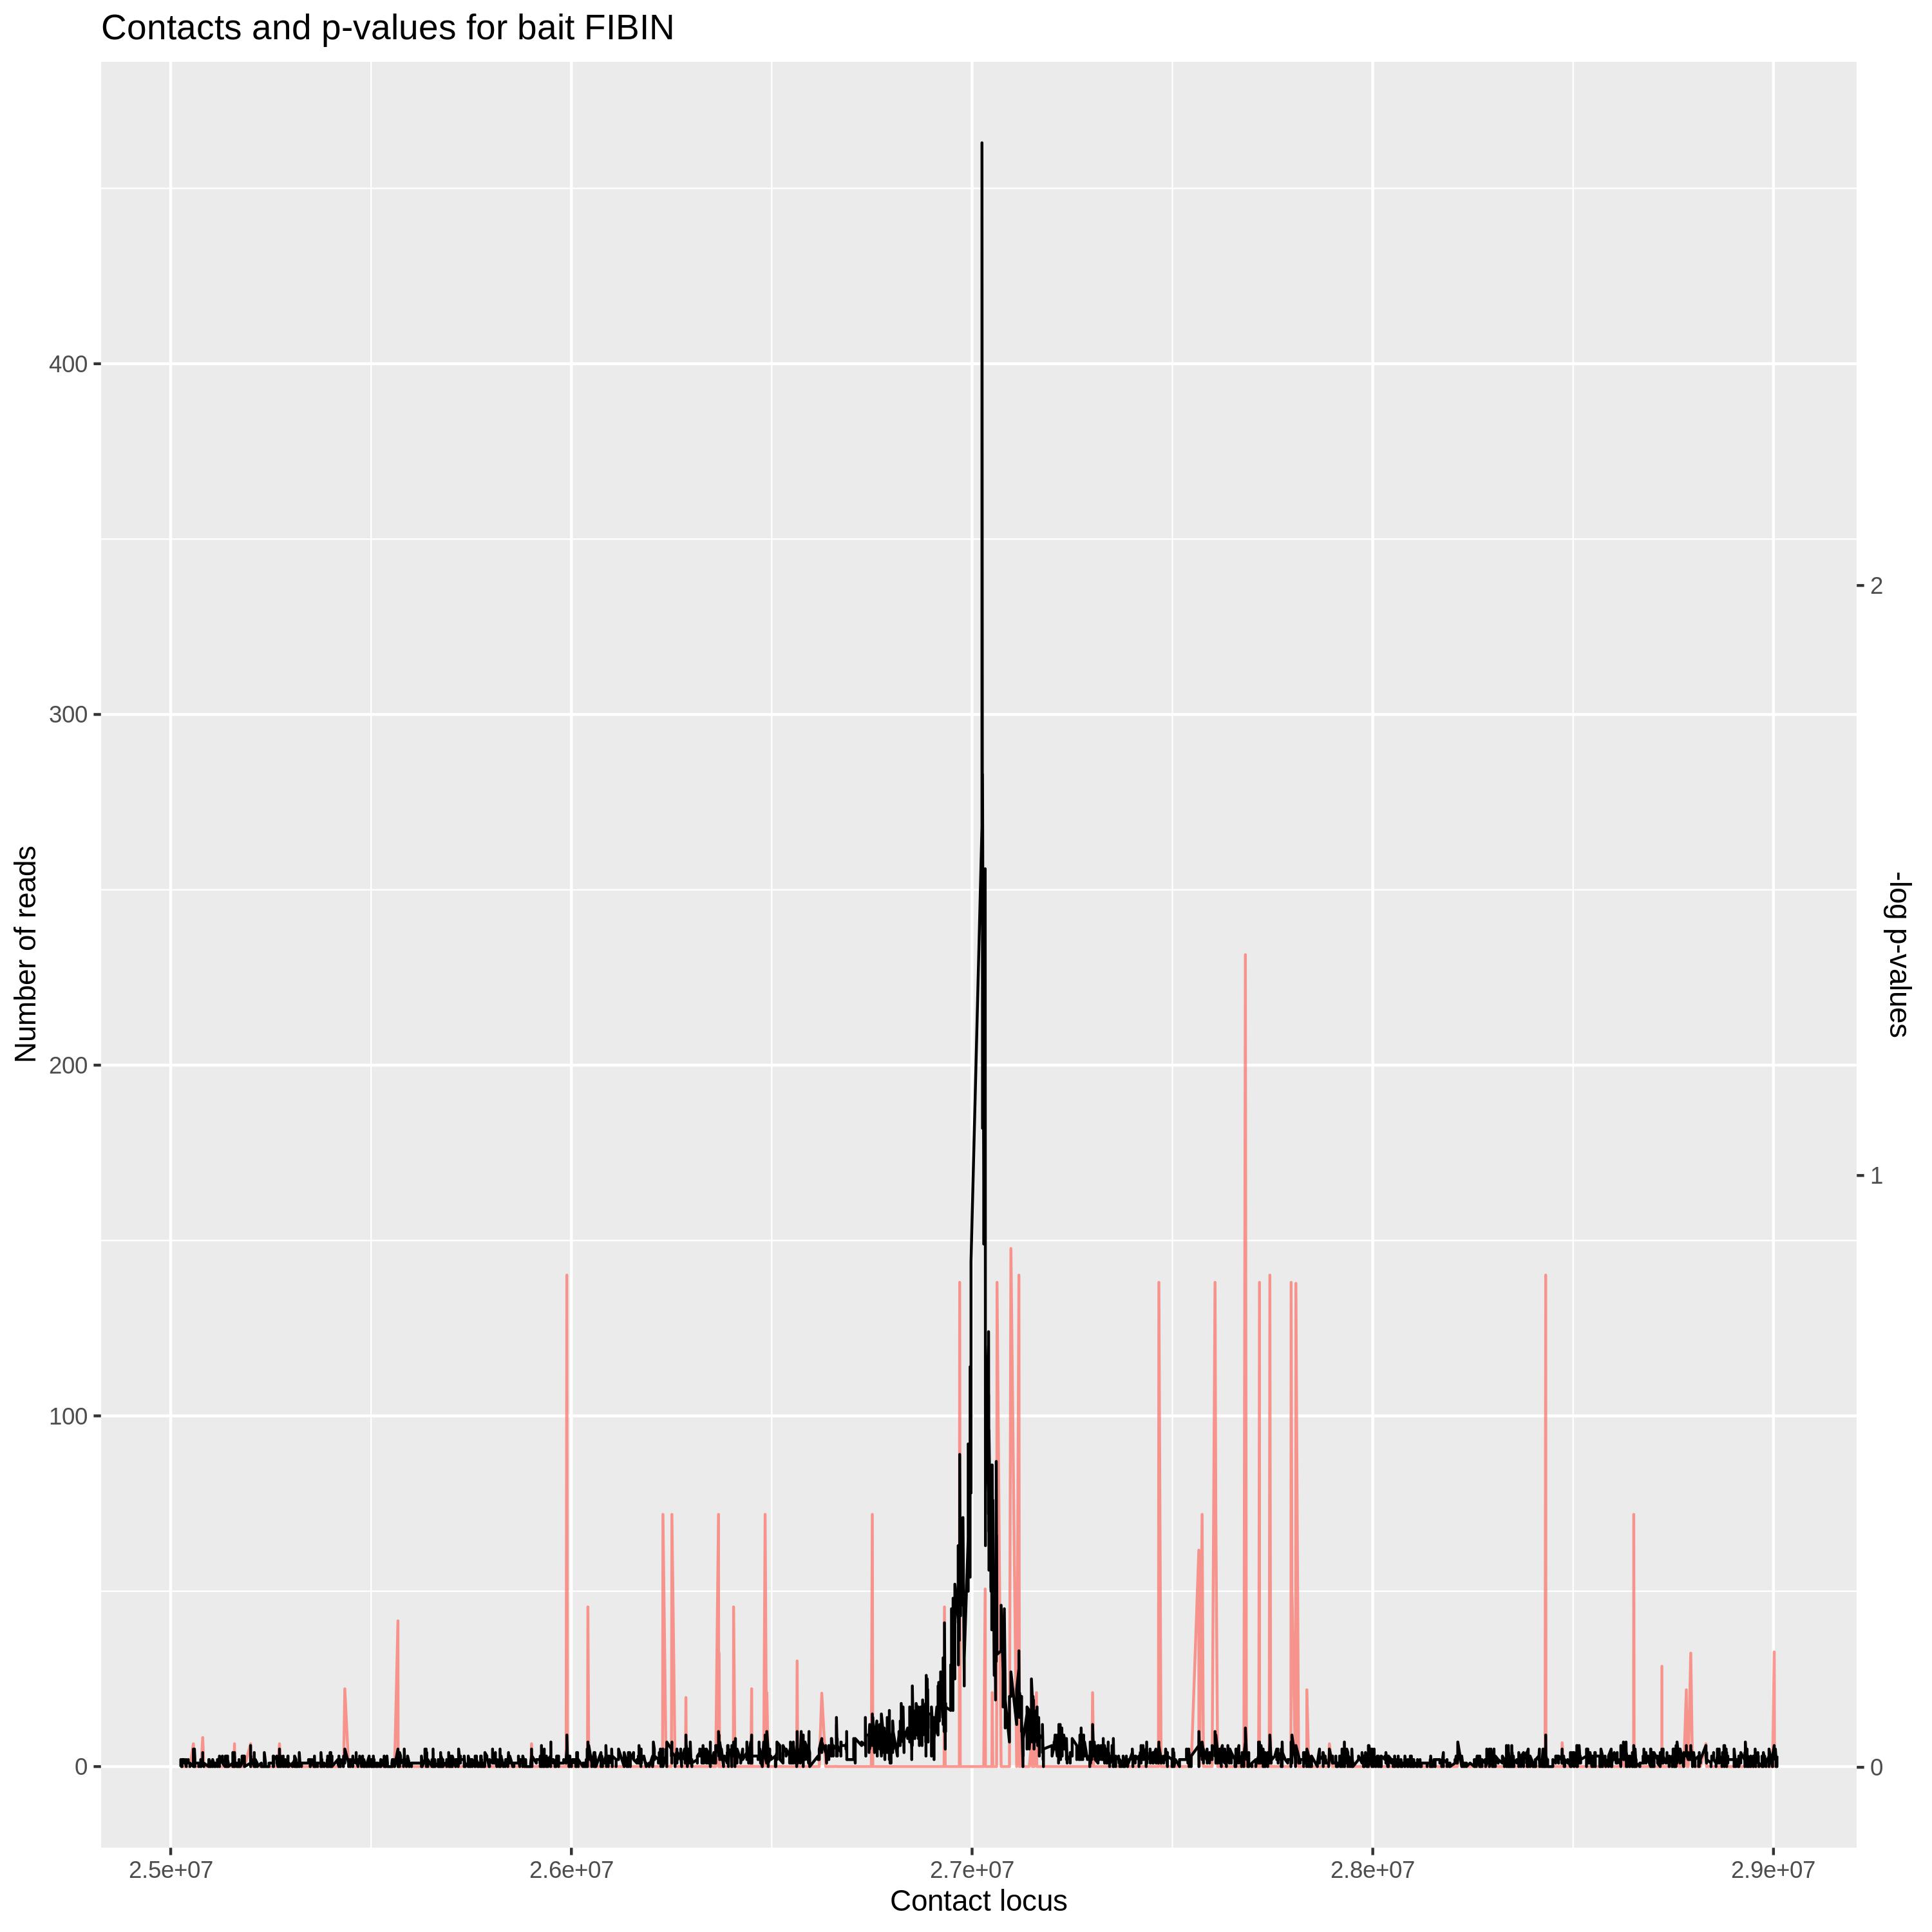 Contacts and p-values for bait FIBIN
Number of reads
400
300
200
100
0
2
1
0
-log p-values
2.5e+07 2.6e+07 2.7e+07 2.8e+07 2.9e+07
Contact locus